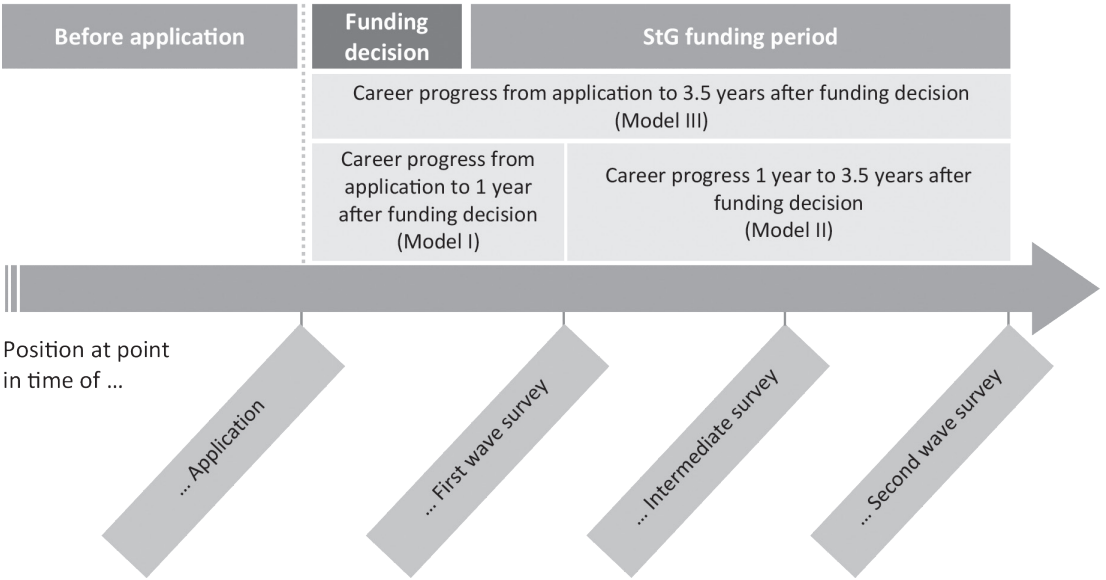 Before application
Funding
decision
StG funding period
Career progress from application to 3.5 years after funding decision
(Model III)
Career progress from
application to 1 year
after funding decision
(Model I)
Career progress 1 year to 3.5 years after
funding decision
(Model II)
Position at point
in time of ...
... Application
... First wave survey
... Intermediate survey
... Second wave survey